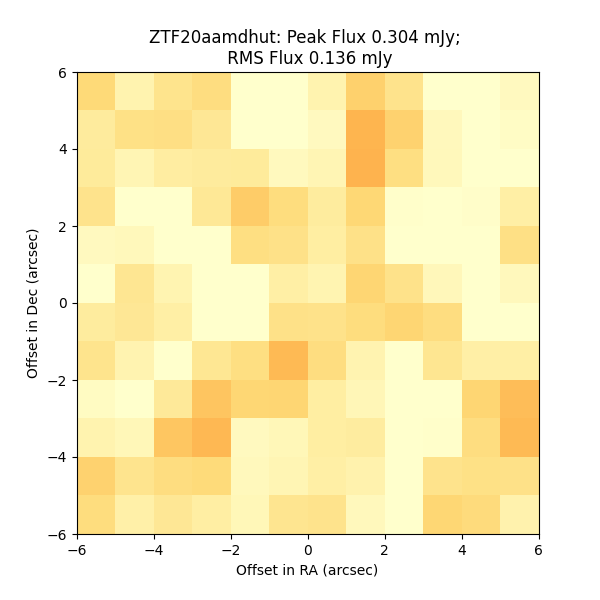 ZTF20aamdhut: Peak Flux 0.304 mJy;
RMS Flux 0.136 mJy
6
4
2
0
−2
−4
−6
Offset in Dec (arcsec)
−6 −4 −2 0 2 4 6
Offset in RA (arcsec)